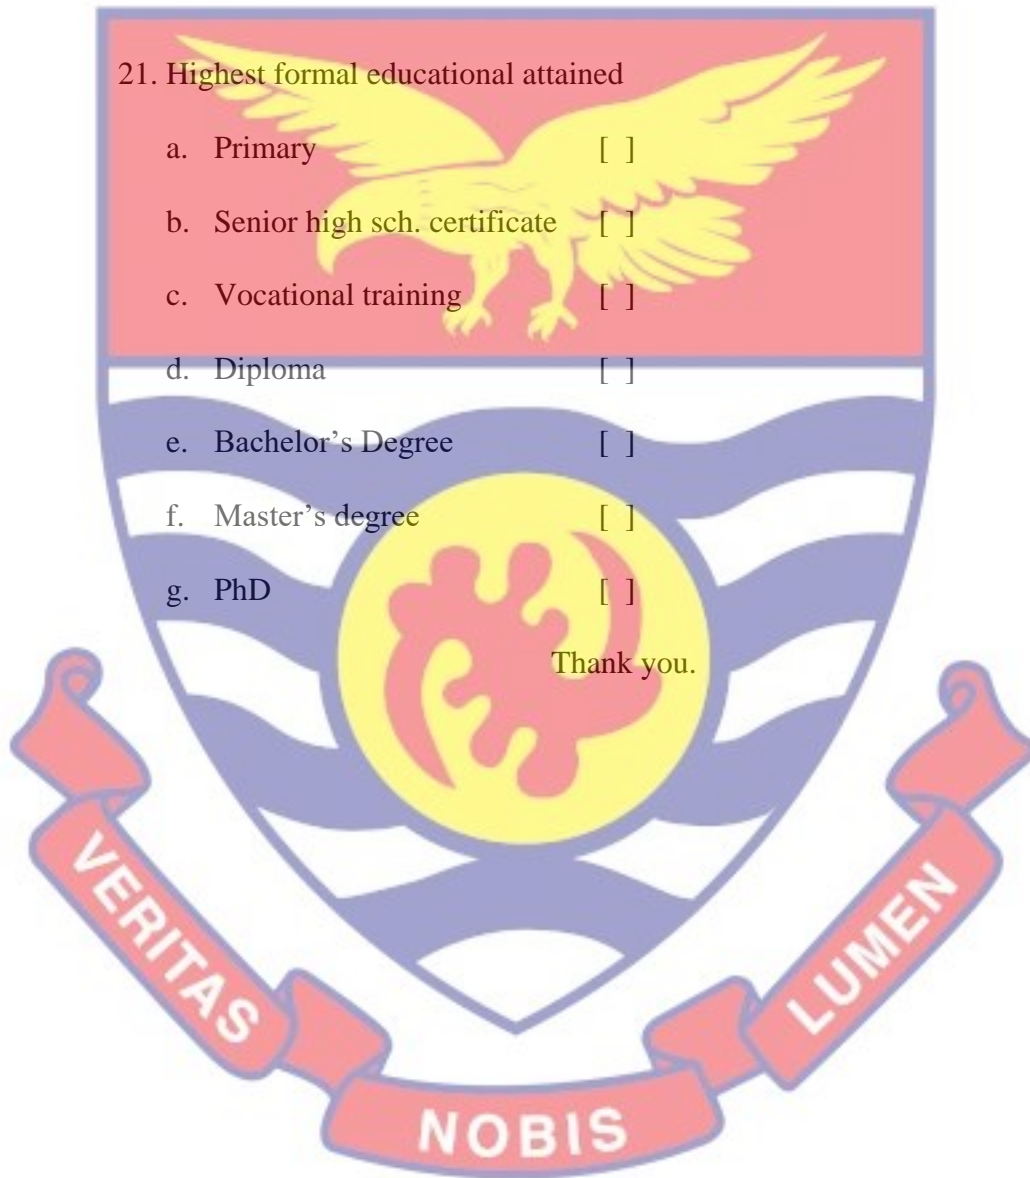 21. Highest formal educational attained
a. Primary [ ]
b. Senior high sch. certificate [ ]
c. Vocational training [ ]
d. Diploma [ ]
e. Bachelor’s Degree [ ]
f. Master’s degree [ ]
g. PhD [ ]
Thank you.
VERITAS
NOBIS
LUMEN